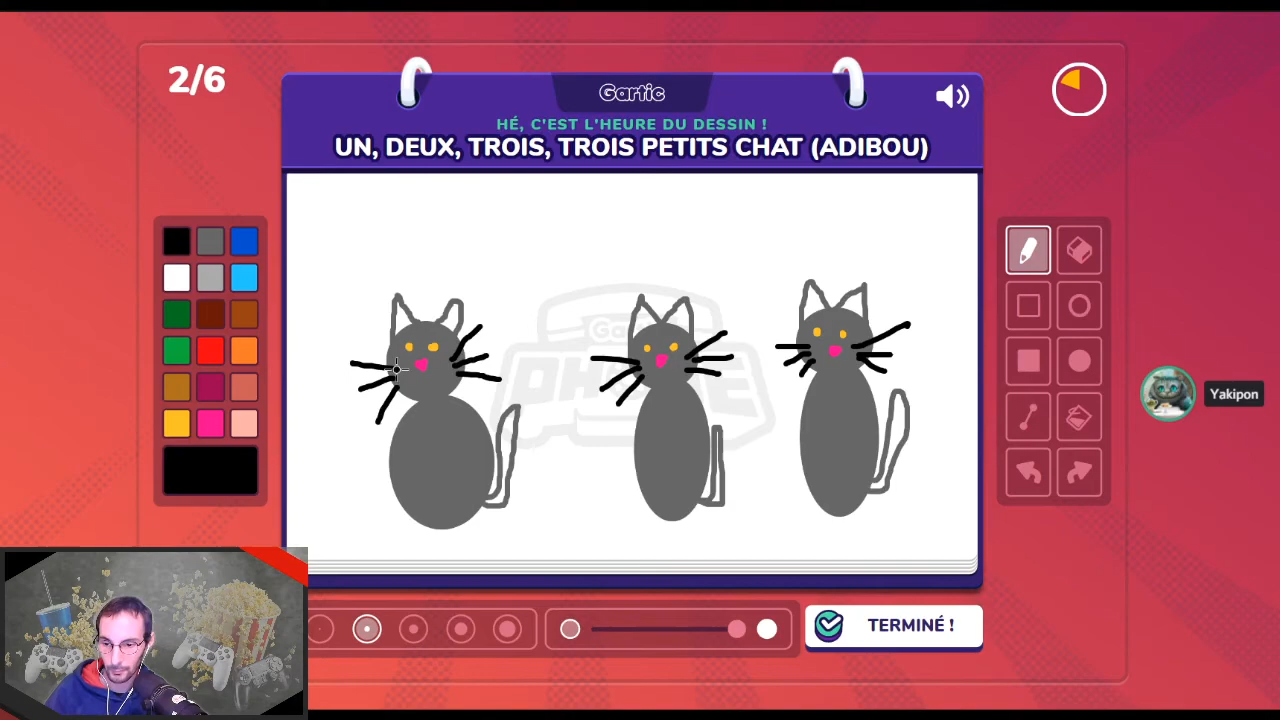 2/6
Gartic
HÉ, C'EST L'HEURE DU DESSIN !
UN, DEUX, TROIS, TROIS PETITS CHAT (ADIBOU)
Yakipon
TERMINÉ !